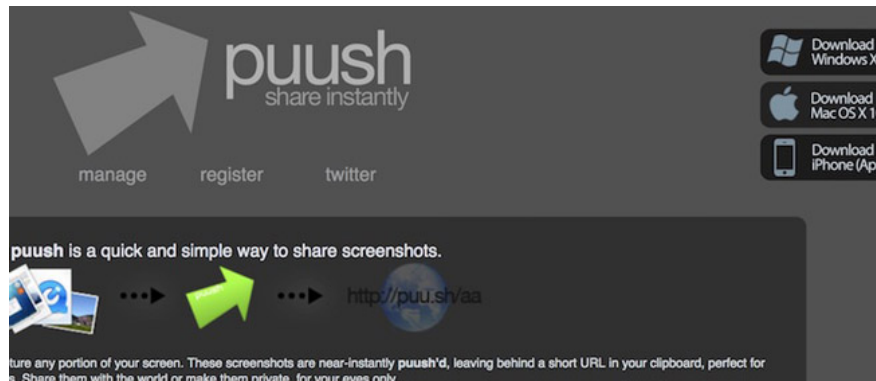 puush
share instantly
manage register twitter
Download
Windows X
Download
Mac OS X 1
Download
iPhone (Ap
puush is a quick and simple way to share screenshots.
puush http://puu.sh/aa
ture any portion of your screen. These screenshots are near-instantly puush'd, leaving behind a short URL in your clipboard, perfect for
s. Share them with the world or make them private, for your eyes only.